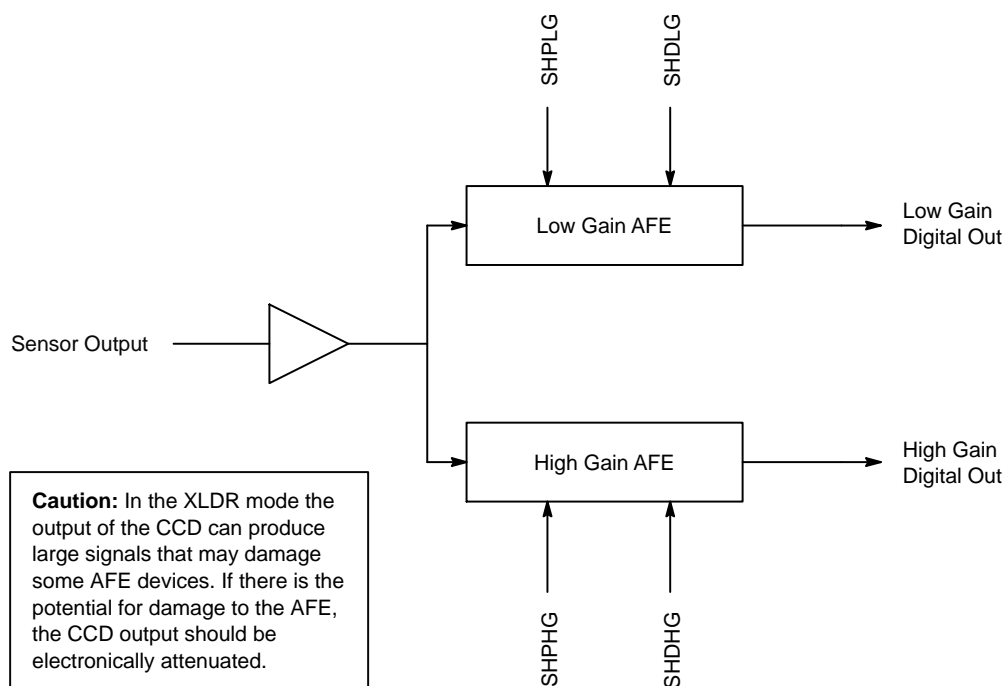 SHPLG
SHDLG
Low Gain AFE
Low Gain
Digital Out
Sensor Output
High Gain AFE
High Gain
Digital Out
Caution: In the XLDR mode the
output of the CCD can produce
large signals that may damage
some AFE devices. If there is the
potential for damage to the AFE,
the CCD output should be
electronically attenuated.
SHPHG
SHDHG